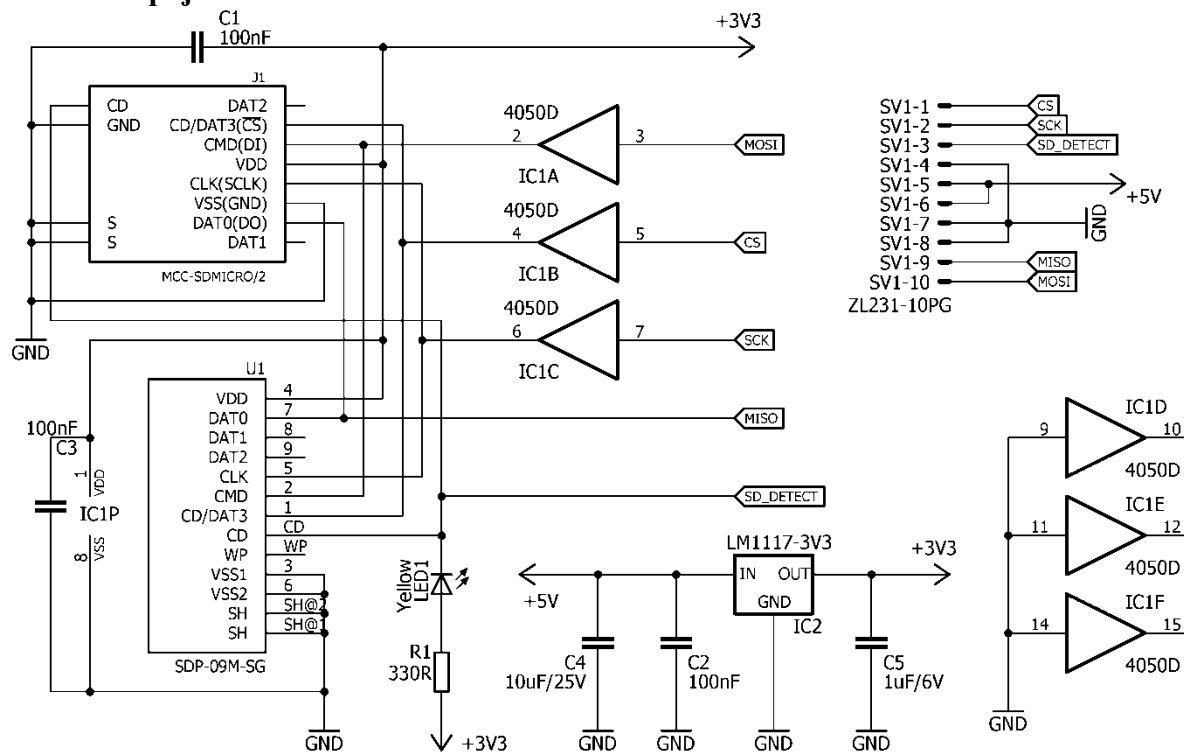 C1
100nF
+3V3
J1
CD
GND
S
S
DAT2
CD/DAT3(CS)
CMD(DI)
VDD
CLK(SCLK)
VSS(GND)
DAT0(DO)
DAT1
MCC-SDMICRO/2
GND
4050D
2
3
MOSI
IC1A
4050D
4
5
CS
IC1B
4050D
6
7
SCK
IC1C
SV1-1
CS
SV1-2
SCK
SV1-3
SD_DETECT
SV1-4
SV1-5
+5V
SV1-6
SV1-7
GND
SV1-8
SV1-9
MISO
SV1-10
MOSI
ZL231-10PG
U1
VDD
4
DAT0
7
DAT1
8
DAT2
9
CLK
5
CMD
2
CD/DAT3
1
CD
CD
WP
WP
VSS1
3
VSS2
6
SH
SH@2
SH
SH@1
SDP-09M-SG
100nF
C3
1
VDD
IC1P
8
VSS
GND
MISO
SD_DETECT
Yellow
LED1
R1
330R
+3V3
LM1117-3V3
IN
OUT
GND
IC2
+5V
+3V3
C4
10uF/25V
C2
100nF
C5
1uF/6V
GND
GND
GND
GND
IC1D
9
10
4050D
IC1E
11
12
4050D
IC1F
14
15
4050D
GND